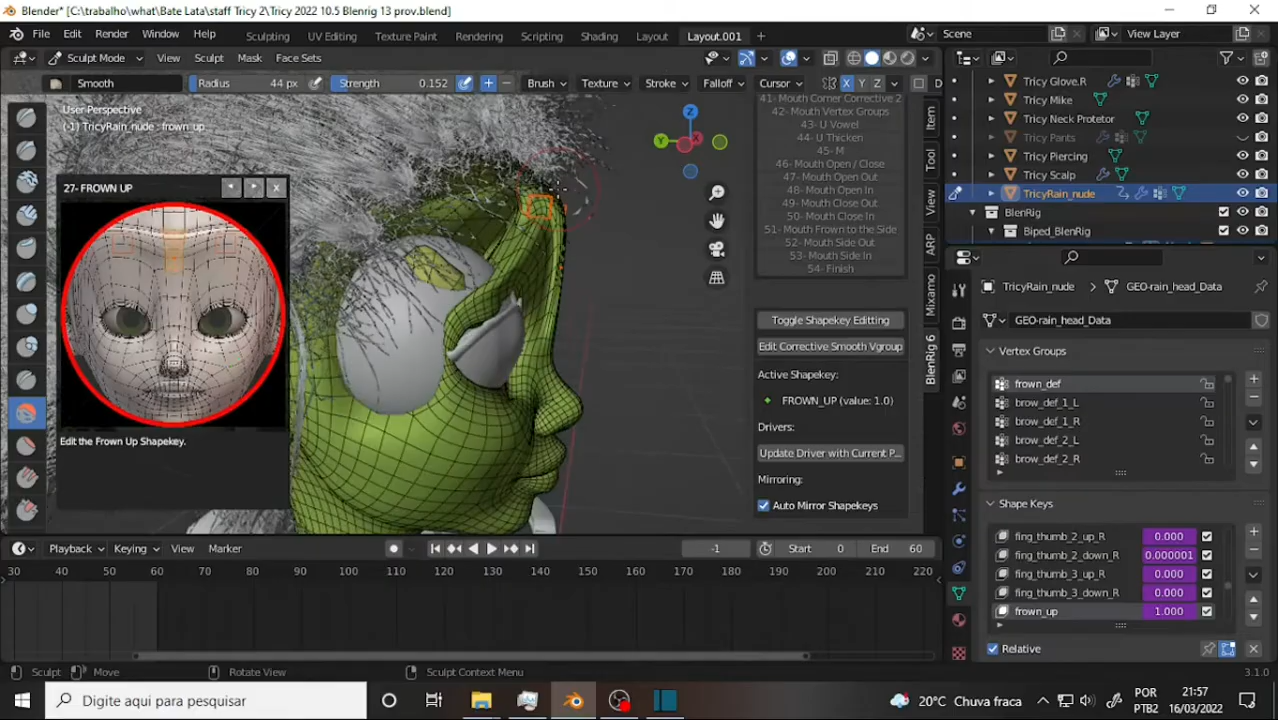 Blender* [C:\trabalho\what\Bate Lata\staff Tricy 2\Tricy 2022 10.5 Blenrig 13 prov.blend]
File Edit Render Window Help Sculpting UV Editing Texture Paint Rendering Scripting Shading Layout Layout.001 + Scene View Layer
Sculpt Mode View Sculpt Mask Face Sets
Smooth Radius 44 px Strength 0.152 + − Brush Texture Stroke Falloff Cursor X Y Z
User Perspective
(-1) TricyRain_nude : frown_up
27- FROWN UP
Edit the Frown Up Shapekey.
Z
Y
X
41- Mouth Corner Corrective 2
42- Mouth Vertex Groups
43- U Vowel
44- U Thicken
45- M
46- Mouth Open / Close
47- Mouth Open Out
48- Mouth Open In
49- Mouth Close Out
50- Mouth Close In
51- Mouth Frown to the Side
52- Mouth Side Out
53- Mouth Side In
54- Finish
Toggle Shapekey Editing
Edit Corrective Smooth Vgroup
Active Shapekey:
FROWN_UP (value: 1.0)
Drivers:
Update Driver with Current P...
Mirroring:
Auto Mirror Shapekeys
Item
Tool
View
ARP
Mixamo
BlenRig 6
Tricy Glove.R
Tricy Mike
Tricy Neck Protetor
Tricy Pants
Tricy Piercing
Tricy Scalp
TricyRain_nude
BlenRig
Biped_BlenRig
TricyRain_nude GEO-rain_head_Data
GEO-rain_head_Data
Vertex Groups
frown_def
brow_def_1_L
brow_def_1_R
brow_def_2_L
brow_def_2_R
Shape Keys
fing_thumb_2_up_R 0.000
fing_thumb_2_down_R 0.000001
fing_thumb_3_up_R 0.000
fing_thumb_3_down_R 0.000
frown_up 1.000
Relative
Playback Keying View Marker -1 Start 0 End 60
30 40 50 60 70 80 90 100 110 120 130 140 150 160 170 180 190 200 210 220
Sculpt Move Rotate View Sculpt Context Menu 3.1.0
Digite aqui para pesquisar 20°C Chuva fraca POR PTB2 21:57 16/03/2022